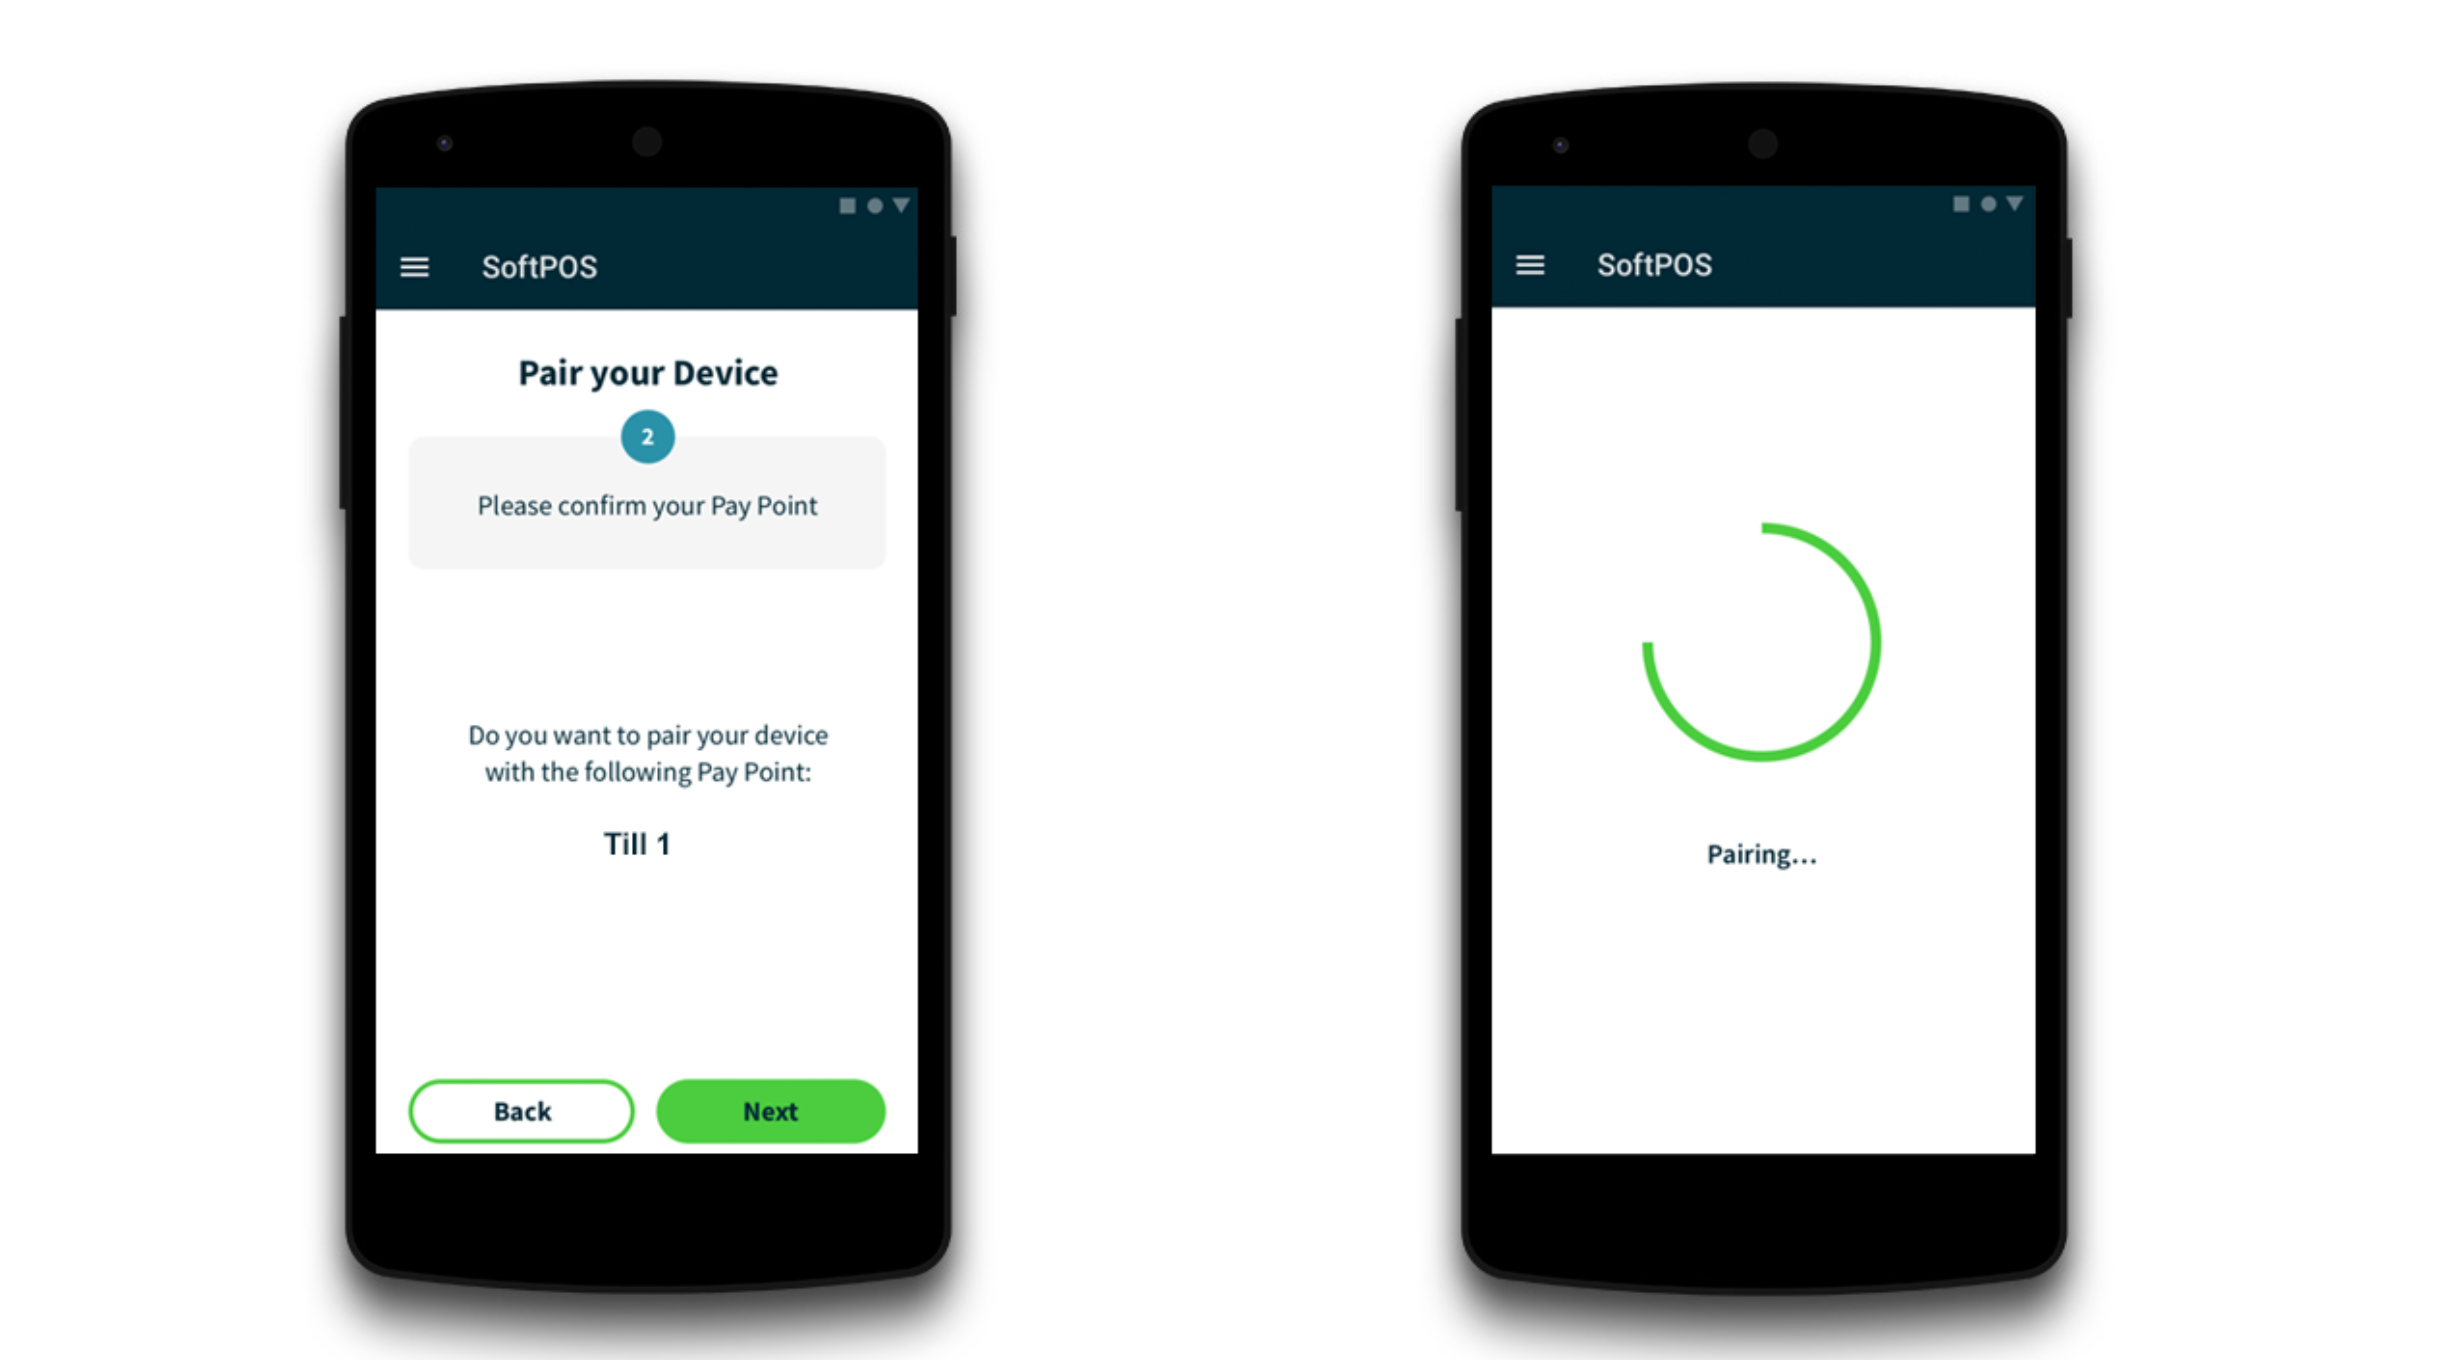 SoftPOS
Pair your Device
2
Please confirm your Pay Point
Do you want to pair your device
with the following Pay Point:
Till 1
Back
Next
SoftPOS
Pairing...